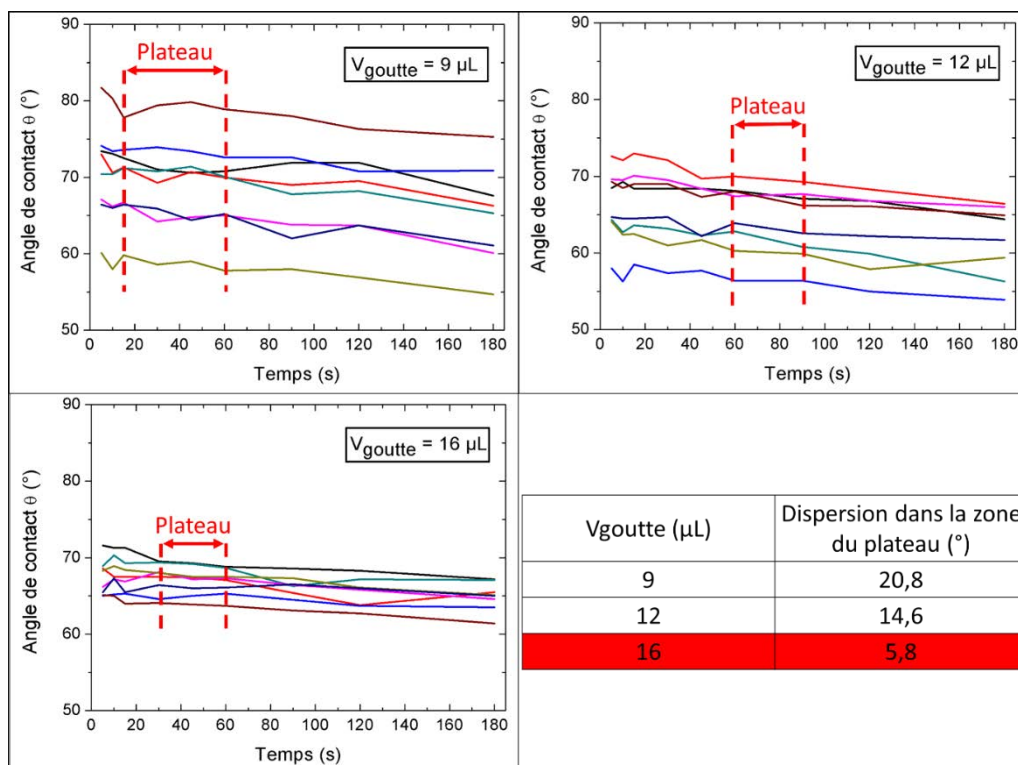 90
80
70
60
50
Angle de contact θ (°)
Plateau
Vgoutte = 9 µL
0 20 40 60 80 100 120 140 160 180
Temps (s)
90
80
70
60
50
Angle de contact θ (°)
Plateau
Vgoutte = 12 µL
0 20 40 60 80 100 120 140 160 180
Temps (s)
90
80
70
60
50
Angle de contact θ (°)
Plateau
Vgoutte = 16 µL
0 20 40 60 80 100 120 140 160 180
Temps (s)
Vgoutte (µL) Dispersion dans la zone
du plateau (°)
9 20,8
12 14,6
16 5,8